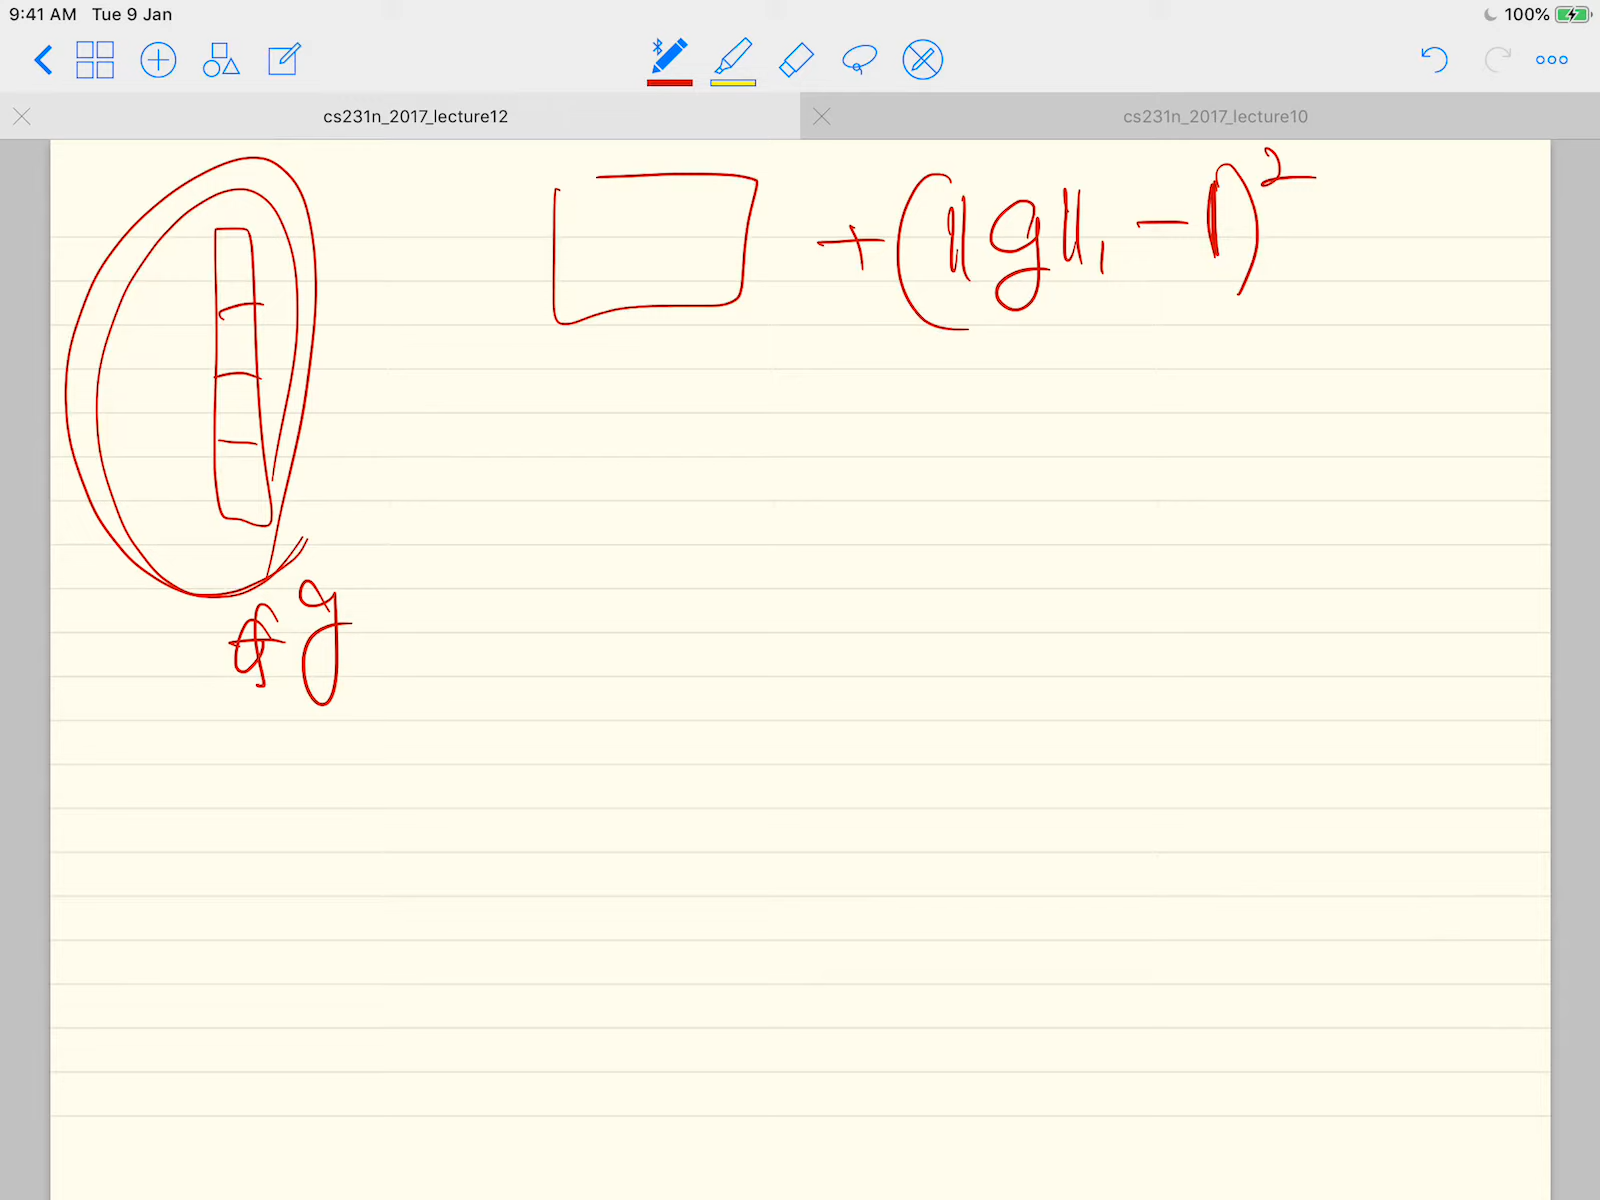 9:41 AM Tue 9 Jan 100%
cs231n_2017_lecture12 cs231n_2017_lecture10
+ (||g||₁ - 1)²
g